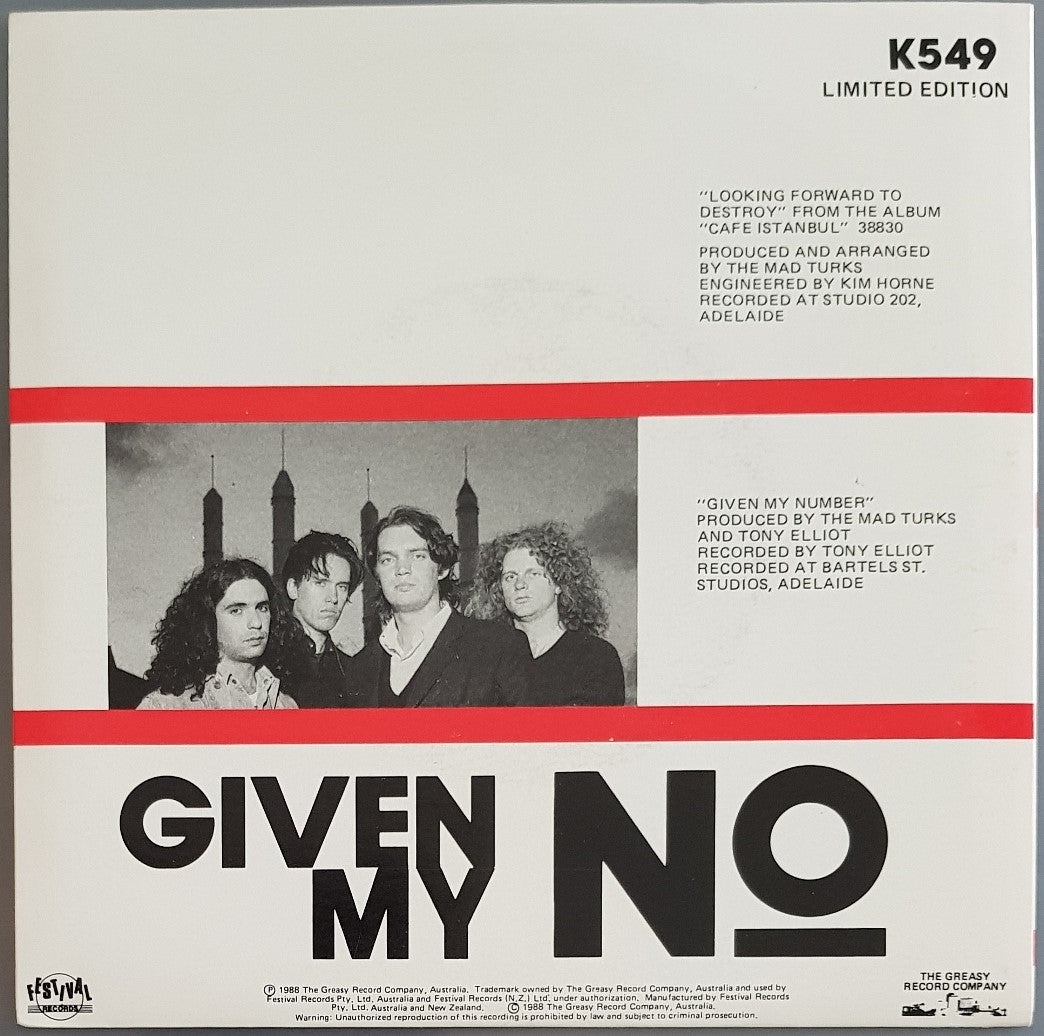 K549
LIMITED EDITION
"LOOKING FORWARD TO
DESTROY" FROM THE ALBUM
"CAFE ISTANBUL" 38830
PRODUCED AND ARRANGED
BY THE MAD TURKS
ENGINEERED BY KIM HORNE
RECORDED AT STUDIO 202,
ADELAIDE
"GIVEN MY NUMBER"
PRODUCED BY THE MAD TURKS
AND TONY ELLIOT
RECORDED BY TONY ELLIOT
RECORDED AT BARTELS ST.
STUDIOS, ADELAIDE
GIVEN
MY
NO
FESTIVAL
RECORDS
Ⓟ 1988 The Greasy Record Company, Australia. Trademark owned by The Greasy Record Company, Australia and used by
Festival Records Pty. Ltd. Australia and Festival Records (N.Z.) Ltd. under authorization. Manufactured by Festival Records
Pty. Ltd. Australia and New Zealand. © 1988 The Greasy Record Company, Australia.
Warning: Unauthorized reproduction of this recording is prohibited by law and subject to criminal prosecution.
THE GREASY
RECORD COMPANY